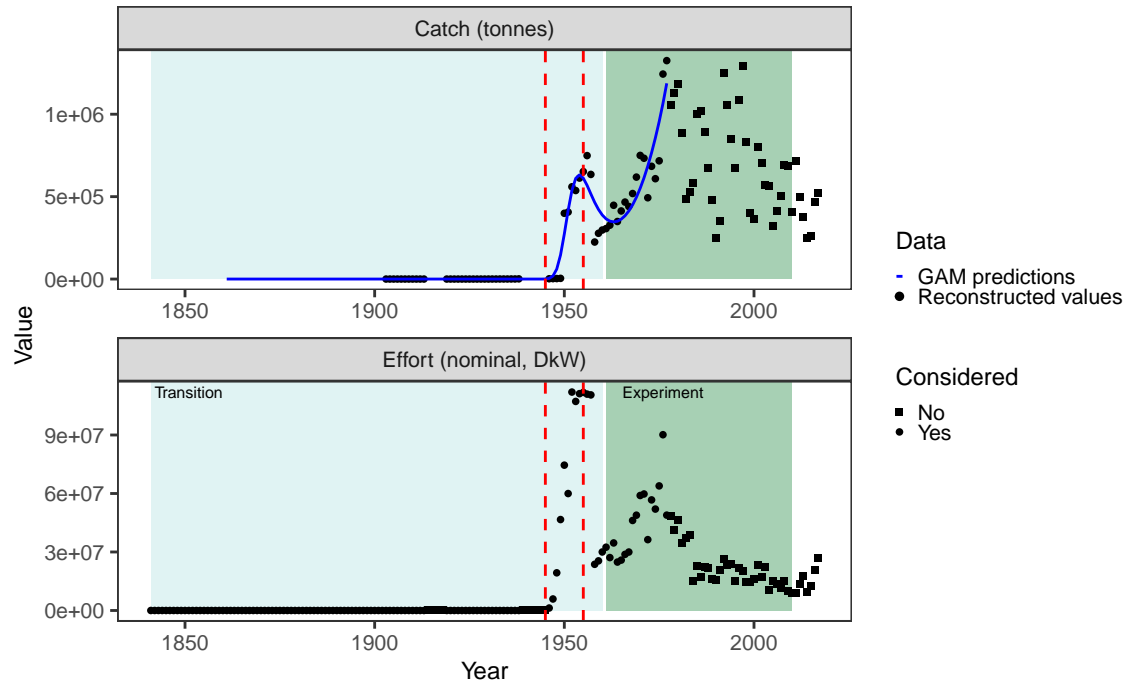 Catch (tonnes)
1e+06
5e+05
0e+00
1850 1900 1950 2000
Value
Effort (nominal, DkW)
Transition Experiment
9e+07
6e+07
3e+07
0e+00
1850 1900 1950 2000
Year
Data
GAM predictions
Reconstructed values
Considered
No
Yes